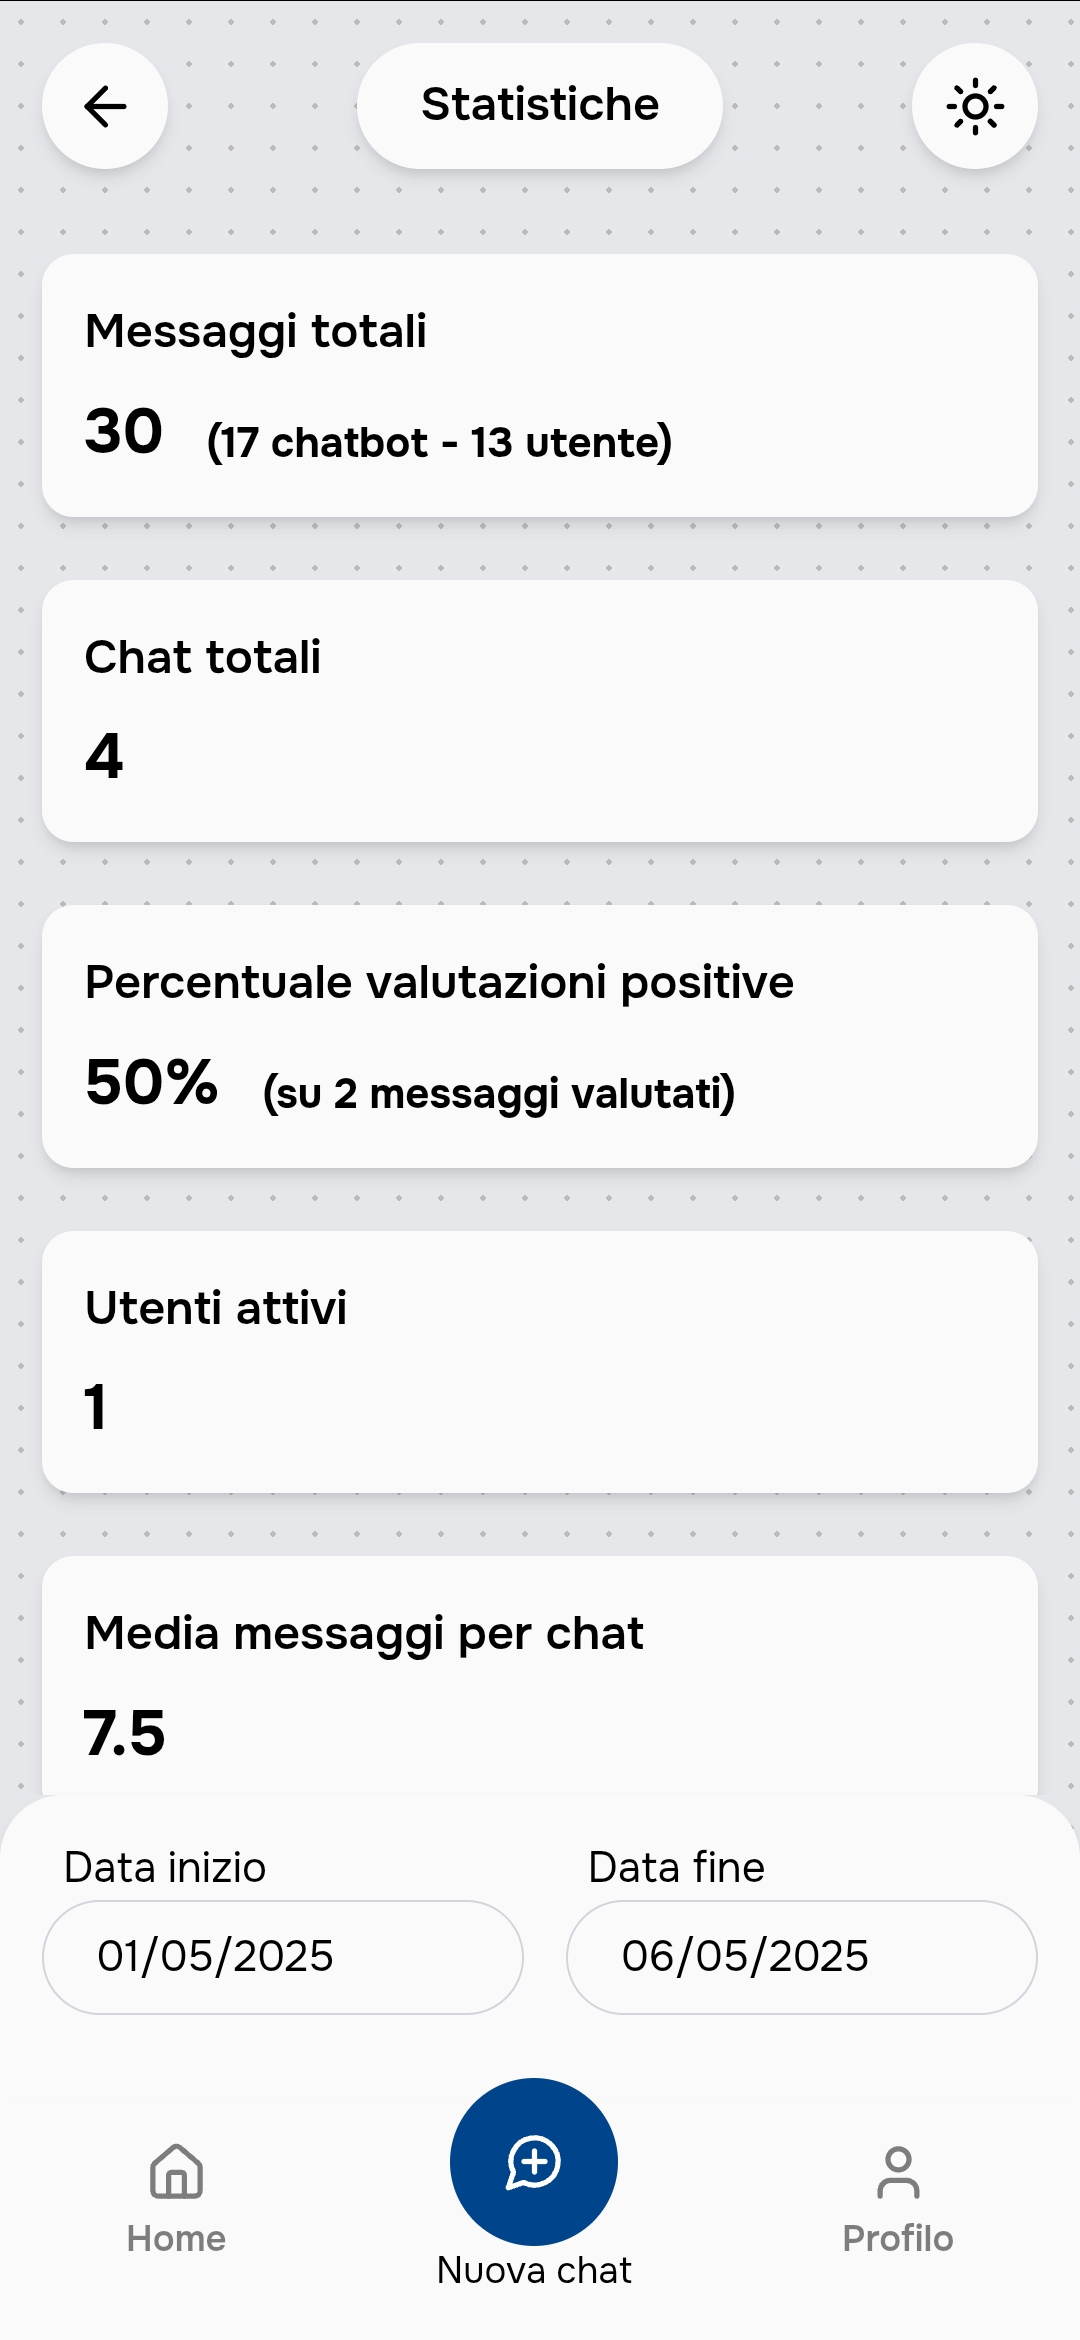 Statistiche
Messaggi totali
30 (17 chatbot - 13 utente)
Chat totali
4
Percentuale valutazioni positive
50% (su 2 messaggi valutati)
Utenti attivi
1
Media messaggi per chat
7.5
Data inizio Data fine
01/05/2025 06/05/2025
Home Nuova chat Profilo